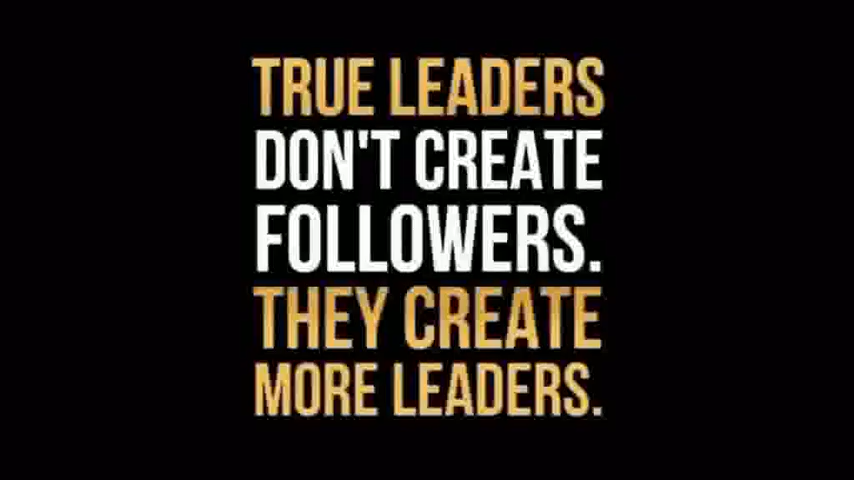 TRUE LEADERS
DON'T CREATE
FOLLOWERS.
THEY CREATE
MORE LEADERS.